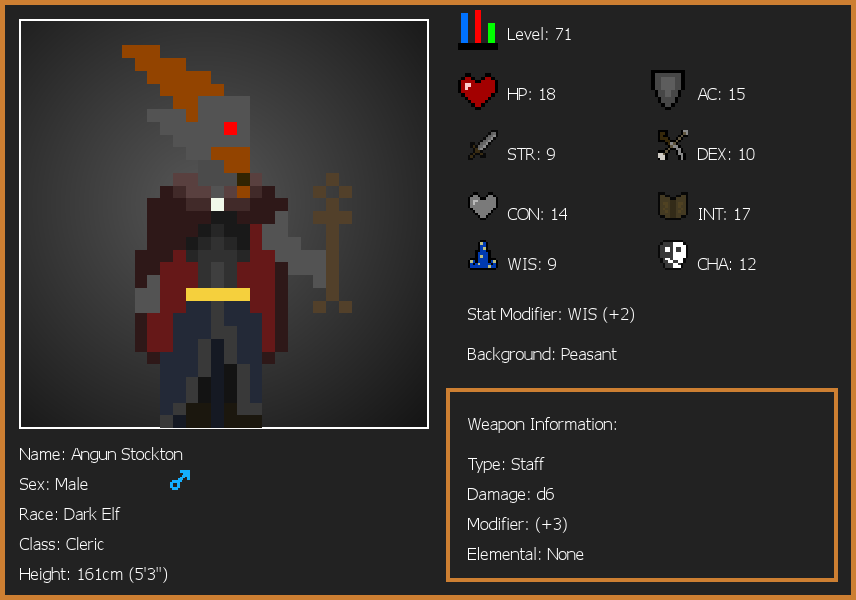 Level: 71
HP: 18
AC: 15
STR: 9
DEX: 10
CON: 14
INT: 17
WIS: 9
CHA: 12
Stat Modifier: WIS (+2)
Background: Peasant
Weapon Information:
Type: Staff
Damage: d6
Modifier: (+3)
Elemental: None
Name: Angun Stockton
Sex: Male
Race: Dark Elf
Class: Cleric
Height: 161cm (5'3")